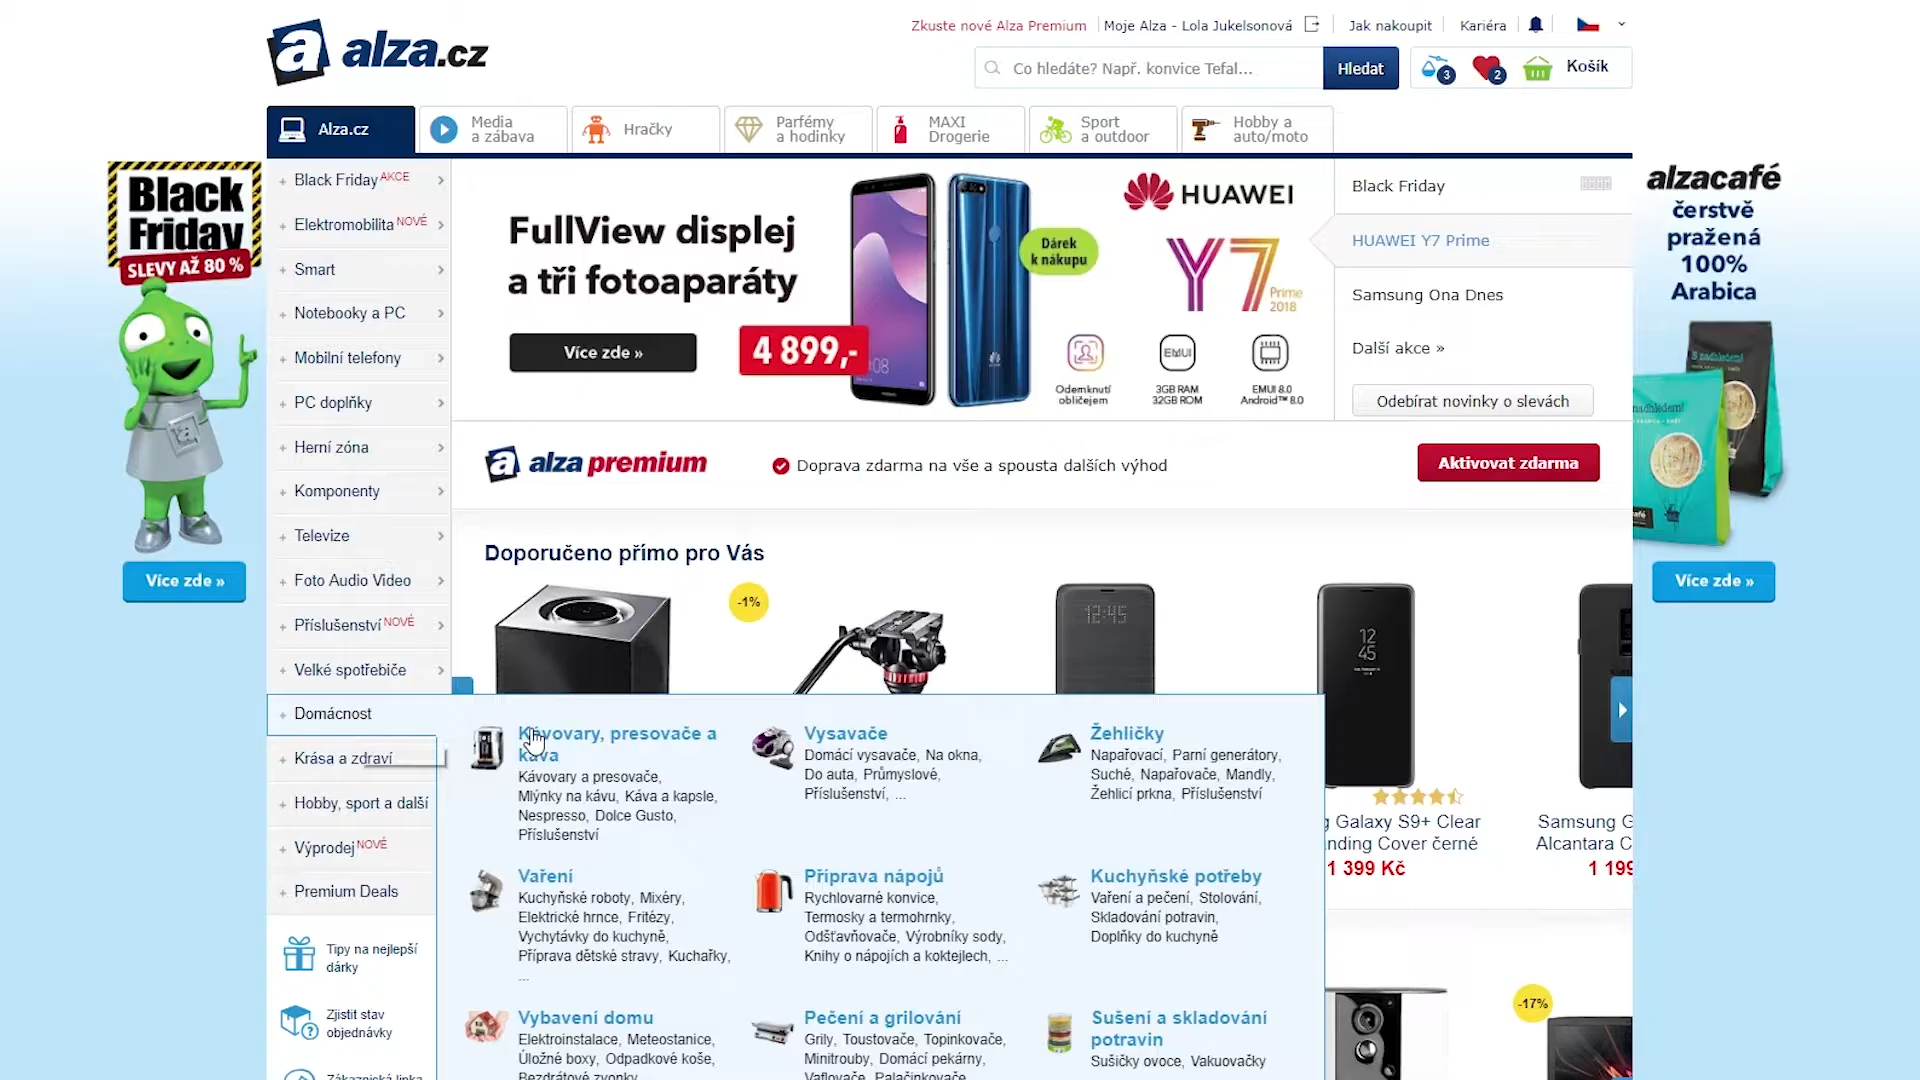 Zkuste nové Alza Premium
Moje Alza - Lola Jukelsonová
Jak nakoupit
Kariéra
alza.cz
Co hledáte? Např. konvice Tefal...
Hledat
3
2
Košík
Alza.cz
Media
a zábava
Hračky
Parfémy
a hodinky
MAXI
Drogerie
Sport
a outdoor
Hobby a
auto/moto
Black
Friday
SLEVY AŽ 80 %
Více zde »
Black Friday AKCE
Elektromobilita NOVÉ
Smart
Notebooky a PC
Mobilní telefony
PC doplňky
Herní zóna
Komponenty
Televize
Foto Audio Video
Příslušenství NOVÉ
Velké spotřebiče
Domácnost
Krása a zdraví
Hobby, sport a další
Výprodej NOVÉ
Premium Deals
Tipy na nejlepší
dárky
Zjistit stav
objednávky
Zákaznická linka
FullView displej
a tři fotoaparáty
Více zde »
4 899,-
Dárek
k nákupu
HUAWEI
Y7
Prime
2018
Odemknutí
obličejem
EMUI
3GB RAM
32GB ROM
EMUI 8.0
Android™ 8.0
Black Friday
HUAWEI Y7 Prime
Samsung Ona Dnes
Další akce »
Odebírat novinky o slevách
alzacafé
čerstvě
pražená
100%
Arabica
Více zde »
alza premium
Doprava zdarma na vše a spousta dalších výhod
Aktivovat zdarma
Doporučeno přímo pro Vás
-1%
12:45
12
45
Galaxy S9+ Clear
nding Cover černé
1 399 Kč
Samsung G
Alcantara C
1 199
-17%
Kávovary, presovače a
káva
Kávovary a presovače,
Mlýnky na kávu, Káva a kapsle,
Nespresso, Dolce Gusto,
Příslušenství
Vysavače
Domácí vysavače, Na okna,
Do auta, Průmyslové,
Příslušenství, ...
Žehličky
Napařovací, Parní generátory,
Suché, Napařovače, Mandly,
Žehlicí prkna, Příslušenství
Vaření
Kuchyňské roboty, Mixéry,
Elektrické hrnce, Fritézy,
Vychytávky do kuchyně,
Příprava dětské stravy, Kuchařky,
...
Příprava nápojů
Rychlovarné konvice,
Termosky a termohrnky,
Odšťavňovače, Výrobníky sody,
Knihy o nápojích a koktejlech, ...
Kuchyňské potřeby
Vaření a pečení, Stolování,
Skladování potravin,
Doplňky do kuchyně
Vybavení domu
Elektroinstalace, Meteostanice,
Úložné boxy, Odpadkové koše,
Bezdrátové zvonky
Pečení a grilování
Grily, Toustovače, Topinkovače,
Minitrouby, Domácí pekárny,
Vaflovače, Palačinkovače
Sušení a skladování
potravin
Sušičky ovoce, Vakuovačky